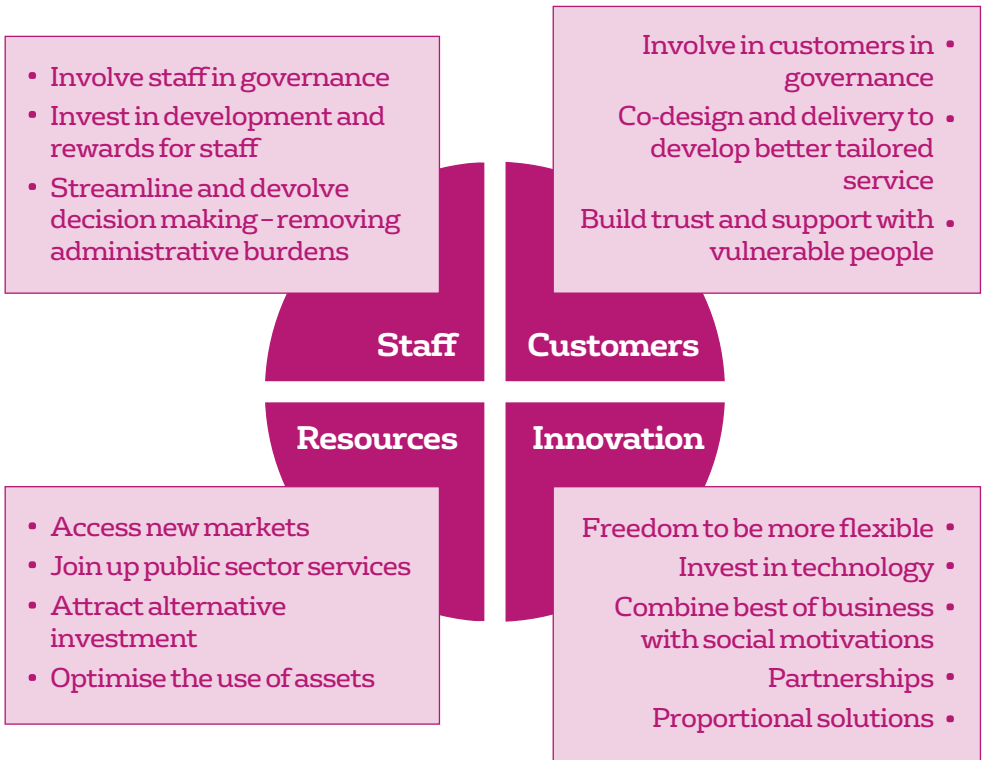 • Involve staff in governance
• Invest in development and
rewards for staff
• Streamline and devolve
decision making – removing
administrative burdens
Involve in customers in •
governance
Co-design and delivery to •
develop better tailored
service
Build trust and support with •
vulnerable people
Staff
Customers
Resources
Innovation
• Access new markets
• Join up public sector services
• Attract alternative
investment
• Optimise the use of assets
Freedom to be more flexible •
Invest in technology •
Combine best of business •
with social motivations
Partnerships •
Proportional solutions •